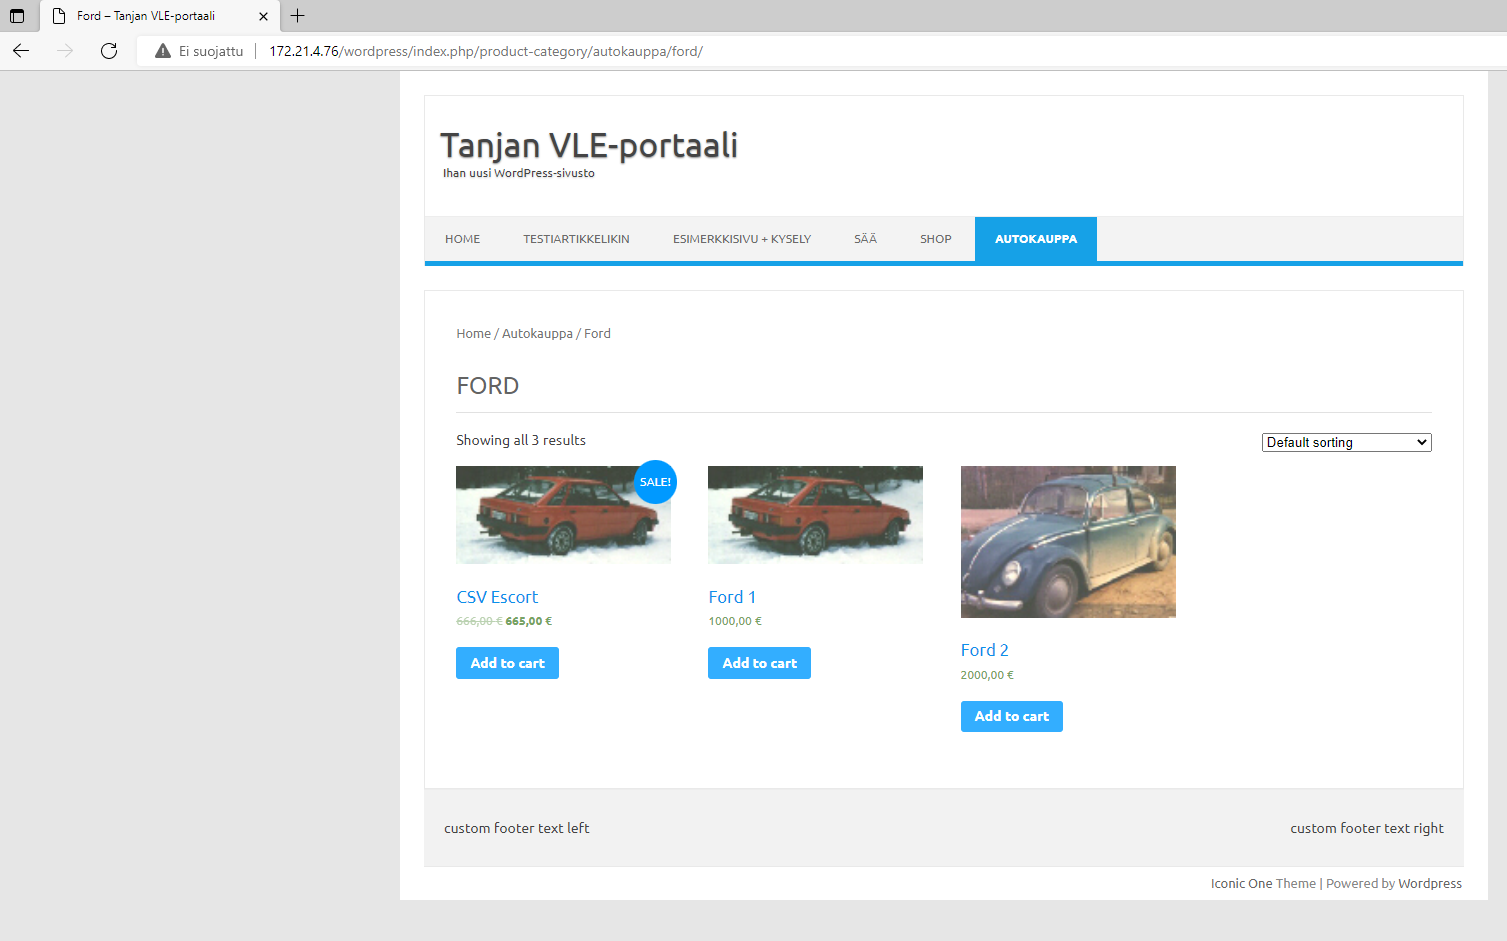 Ford – Tanjan VLE-portaali
Ei suojattu 172.21.4.76/wordpress/index.php/product-category/autokauppa/ford/
Tanjan VLE-portaali
Ihan uusi WordPress-sivusto
HOME TESTIARTIKKELIKIN ESIMERKKISIVU + KYSELY SÄÄ SHOP AUTOKAUPPA
Home / Autokauppa / Ford
FORD
Showing all 3 results Default sorting
SALE!
CSV Escort
666,00 € 665,00 €
Add to cart
Ford 1
1000,00 €
Add to cart
Ford 2
2000,00 €
Add to cart
custom footer text left custom footer text right
Iconic One Theme | Powered by Wordpress